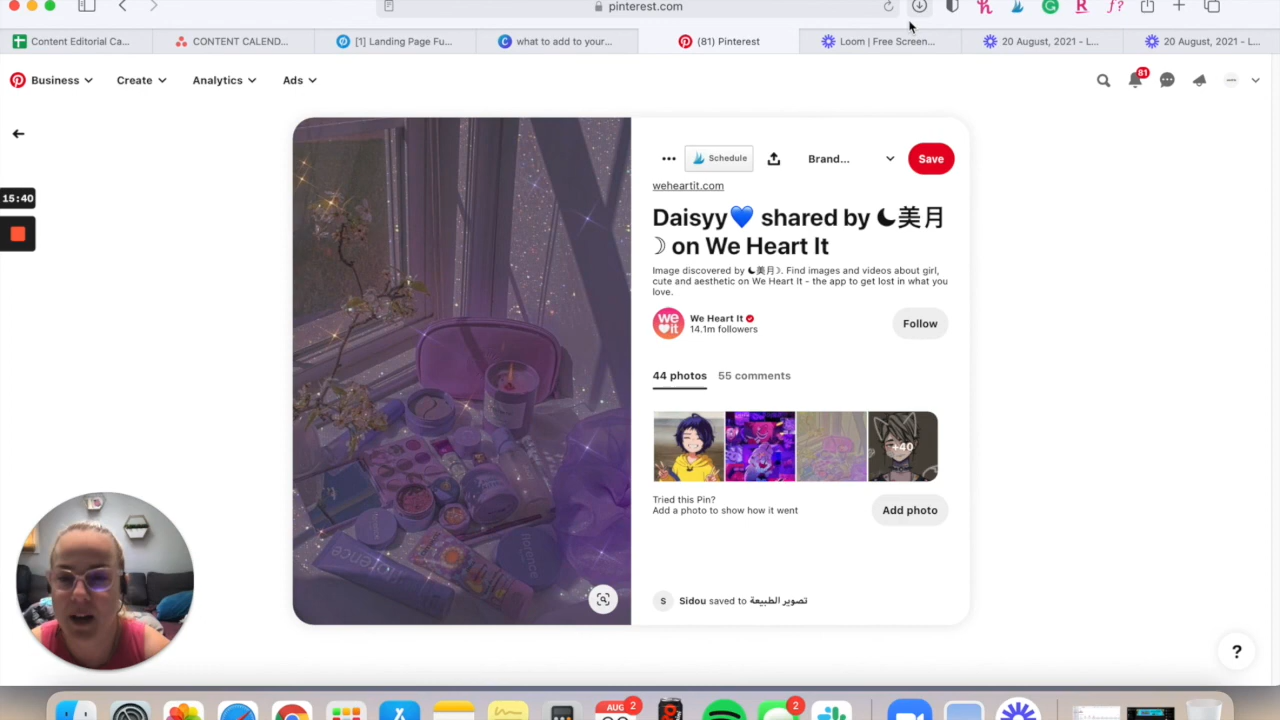 pinterest.com
Content Editorial Ca...
CONTENT CALEND...
[1] Landing Page Fu...
what to add to your...
(81) Pinterest
Loom | Free Screen...
20 August, 2021 - L...
20 August, 2021 - L...
Business
Create
Analytics
Ads
81
15:40
Schedule
Brand...
Save
weheartit.com
Daisyy💙 shared by ⏾美月
☽ on We Heart It
Image discovered by ⏾美月☽. Find images and videos about girl,
cute and aesthetic on We Heart It - the app to get lost in what you
love.
we
it
We Heart It
14.1m followers
Follow
44 photos
55 comments
+40
Tried this Pin?
Add a photo to show how it went
Add photo
S
Sidou saved to تصوير الطبيعة
florence
florence
?
AUG
2
2